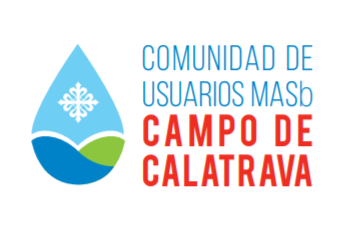 COMUNIDAD DE
USUARIOS MASb
CAMPO DE
CALATRAVA